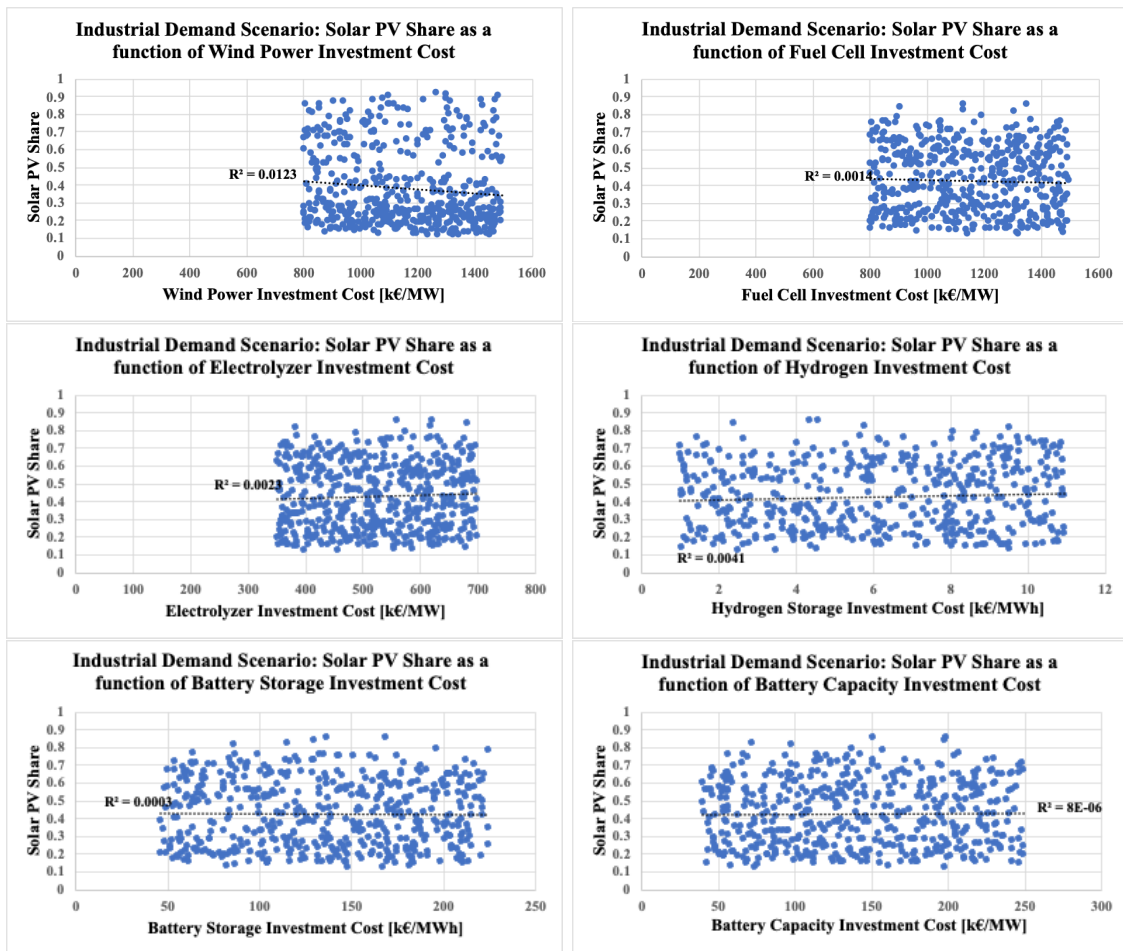 Industrial Demand Scenario: Solar PV Share as a
function of Wind Power Investment Cost
Solar PV Share
1
0.9
0.8
0.7
0.6
0.5
0.4
0.3
0.2
0.1
0
R² = 0.0123
0 200 400 600 800 1000 1200 1400 1600
Wind Power Investment Cost [k€/MW]
Industrial Demand Scenario: Solar PV Share as a
function of Fuel Cell Investment Cost
Solar PV Share
1
0.9
0.8
0.7
0.6
0.5
0.4
0.3
0.2
0.1
0
R² = 0.0014
0 200 400 600 800 1000 1200 1400 1600
Fuel Cell Investment Cost [k€/MW]
Industrial Demand Scenario: Solar PV Share as a
function of Electrolyzer Investment Cost
Solar PV Share
1
0.9
0.8
0.7
0.6
0.5
0.4
0.3
0.2
0.1
0
R² = 0.0023
0 100 200 300 400 500 600 700 800
Electrolyzer Investment Cost [k€/MW]
Industrial Demand Scenario: Solar PV Share as a
function of Hydrogen Investment Cost
Solar PV Share
1
0.9
0.8
0.7
0.6
0.5
0.4
0.3
0.2
0.1
0
R² = 0.0041
0 2 4 6 8 10 12
Hydrogen Storage Investment Cost [k€/MWh]
Industrial Demand Scenario: Solar PV Share as a
function of Battery Storage Investment Cost
Solar PV Share
1
0.9
0.8
0.7
0.6
0.5
0.4
0.3
0.2
0.1
0
R² = 0.0003
0 50 100 150 200 250
Battery Storage Investment Cost [k€/MWh]
Industrial Demand Scenario: Solar PV Share as a
function of Battery Capacity Investment Cost
Solar PV Share
1
0.9
0.8
0.7
0.6
0.5
0.4
0.3
0.2
0.1
0
R² = 8E-06
0 50 100 150 200 250 300
Battery Capacity Investment Cost [k€/MW]